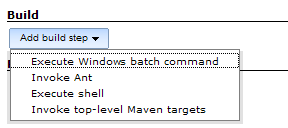 Build
Add build step
Execute Windows batch command
Invoke Ant
Execute shell
Invoke top-level Maven targets